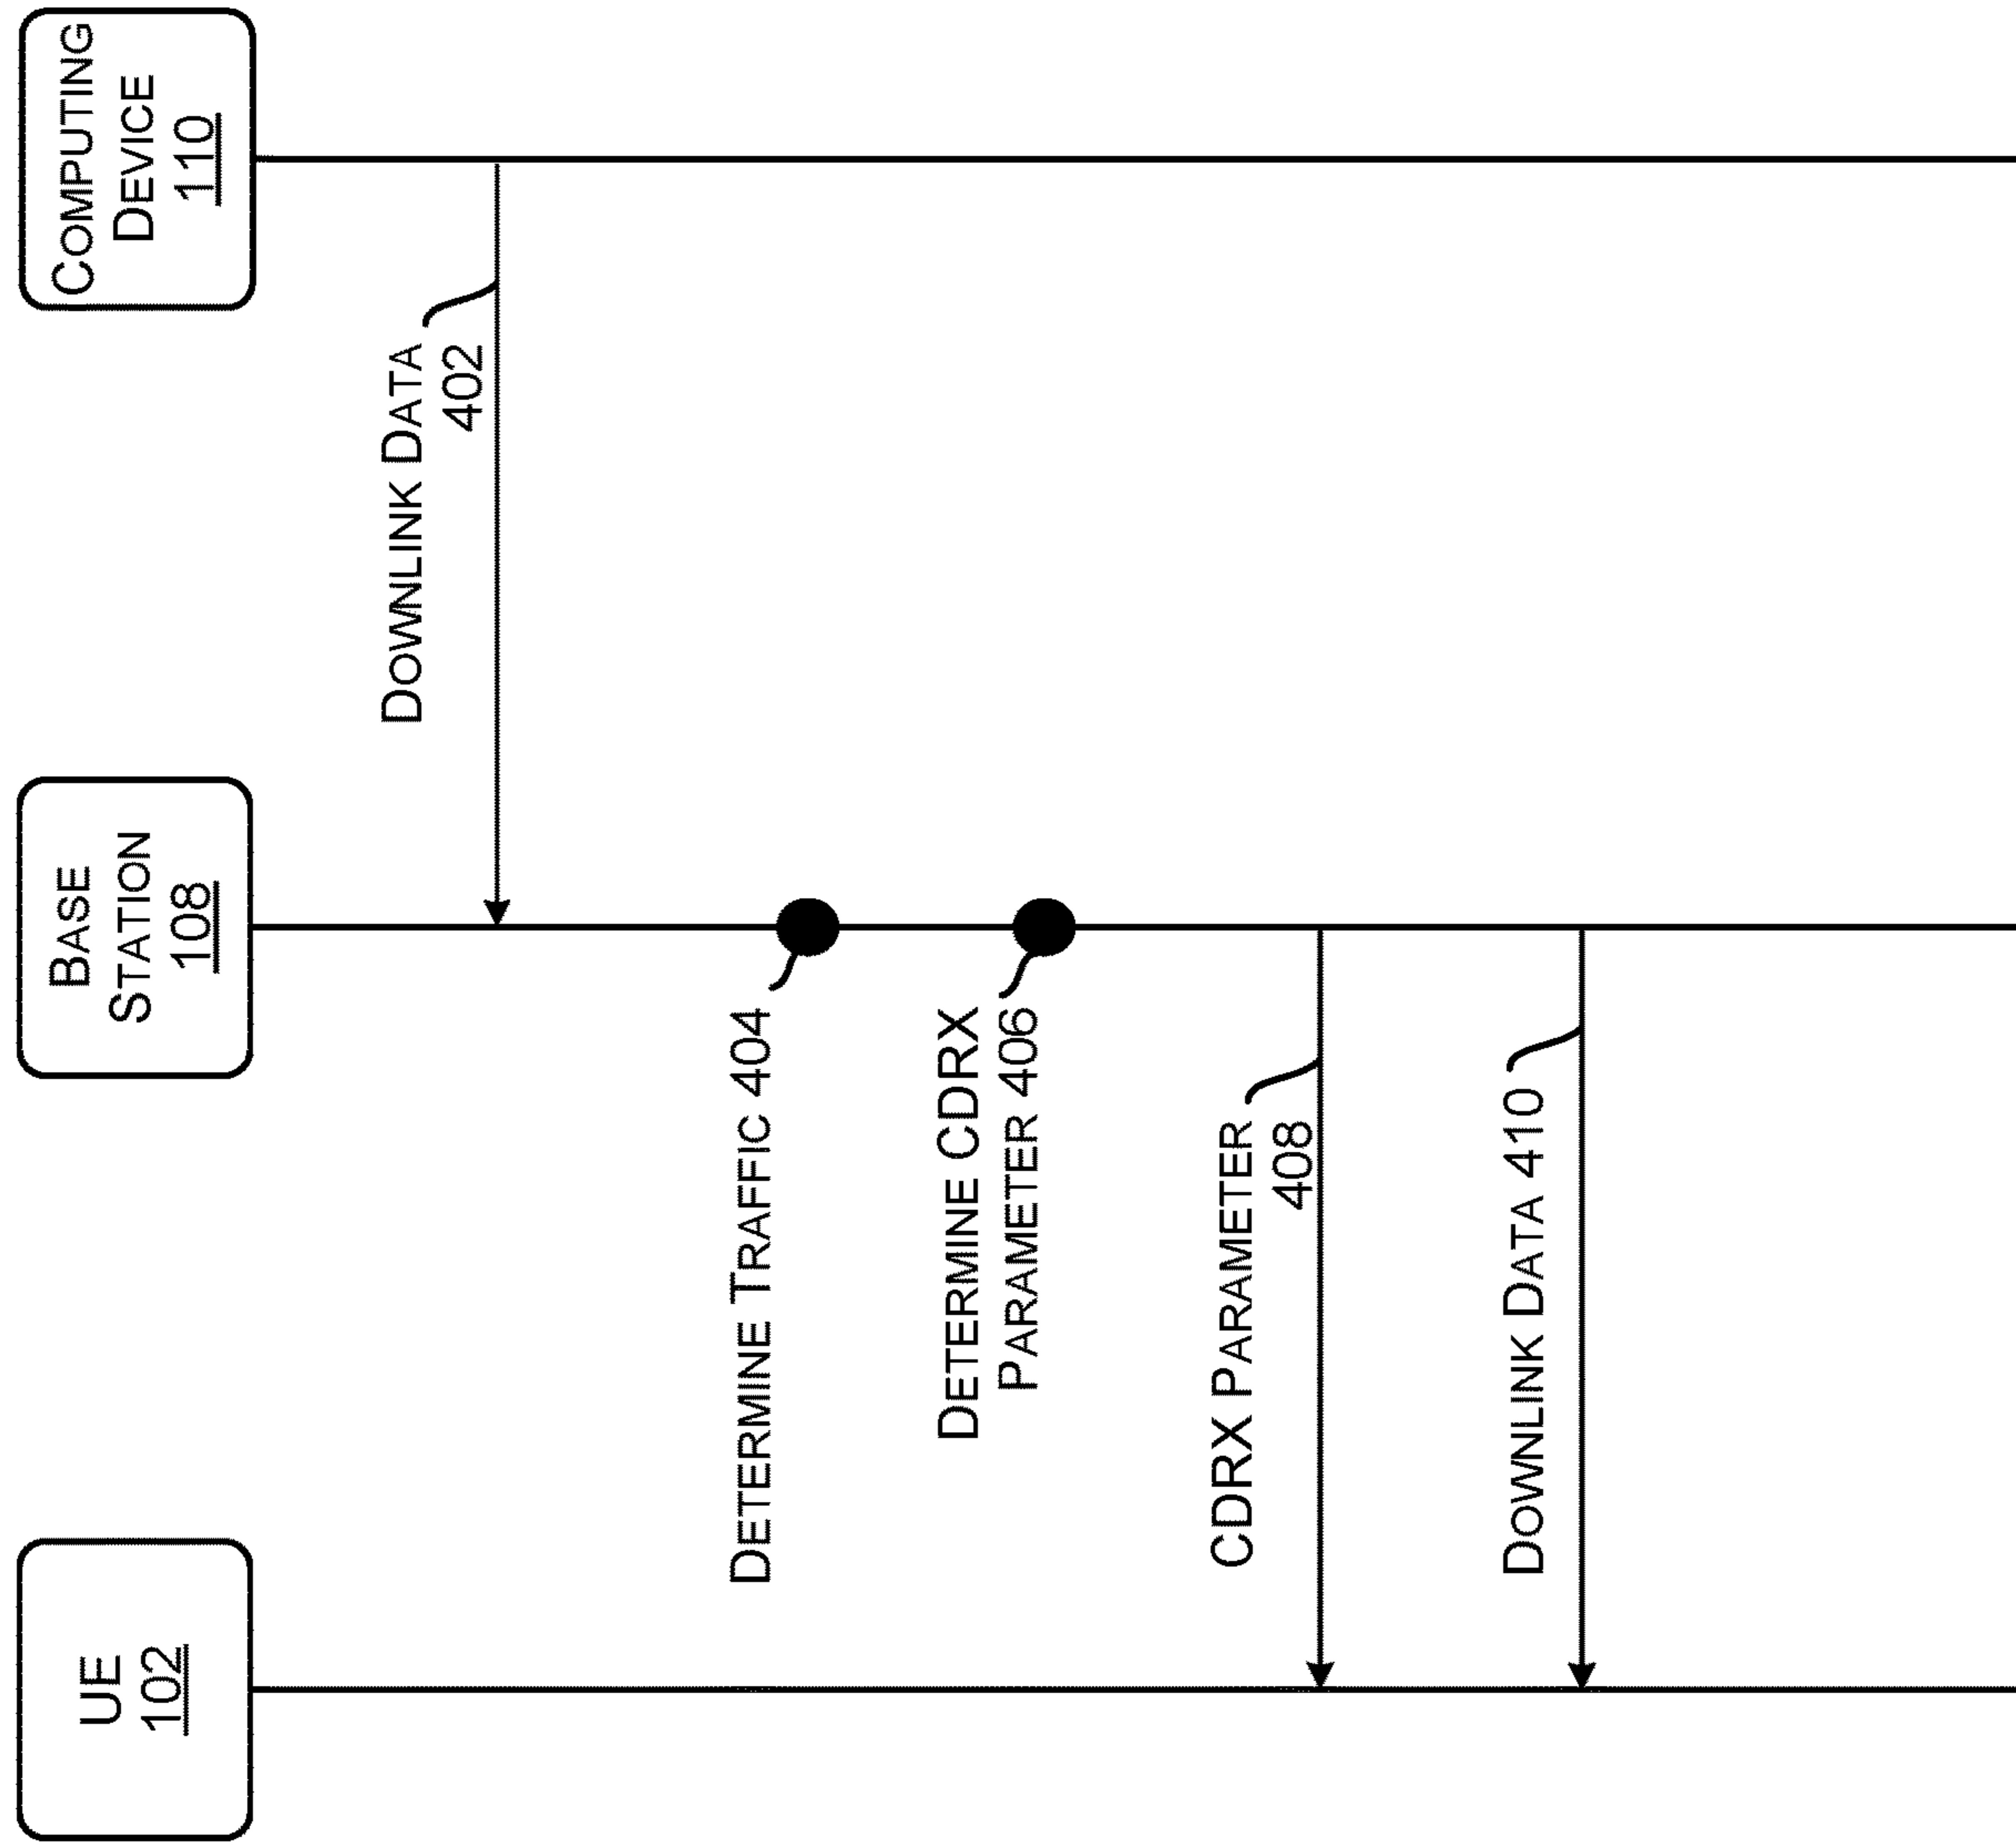 UE
102
BASE
STATION
108
COMPUTING
DEVICE
110
DOWNLINK DATA
402
DETERMINE TRAFFIC 404
DETERMINE CDRX
PARAMETER 406
CDRX PARAMETER
408
DOWNLINK DATA 410